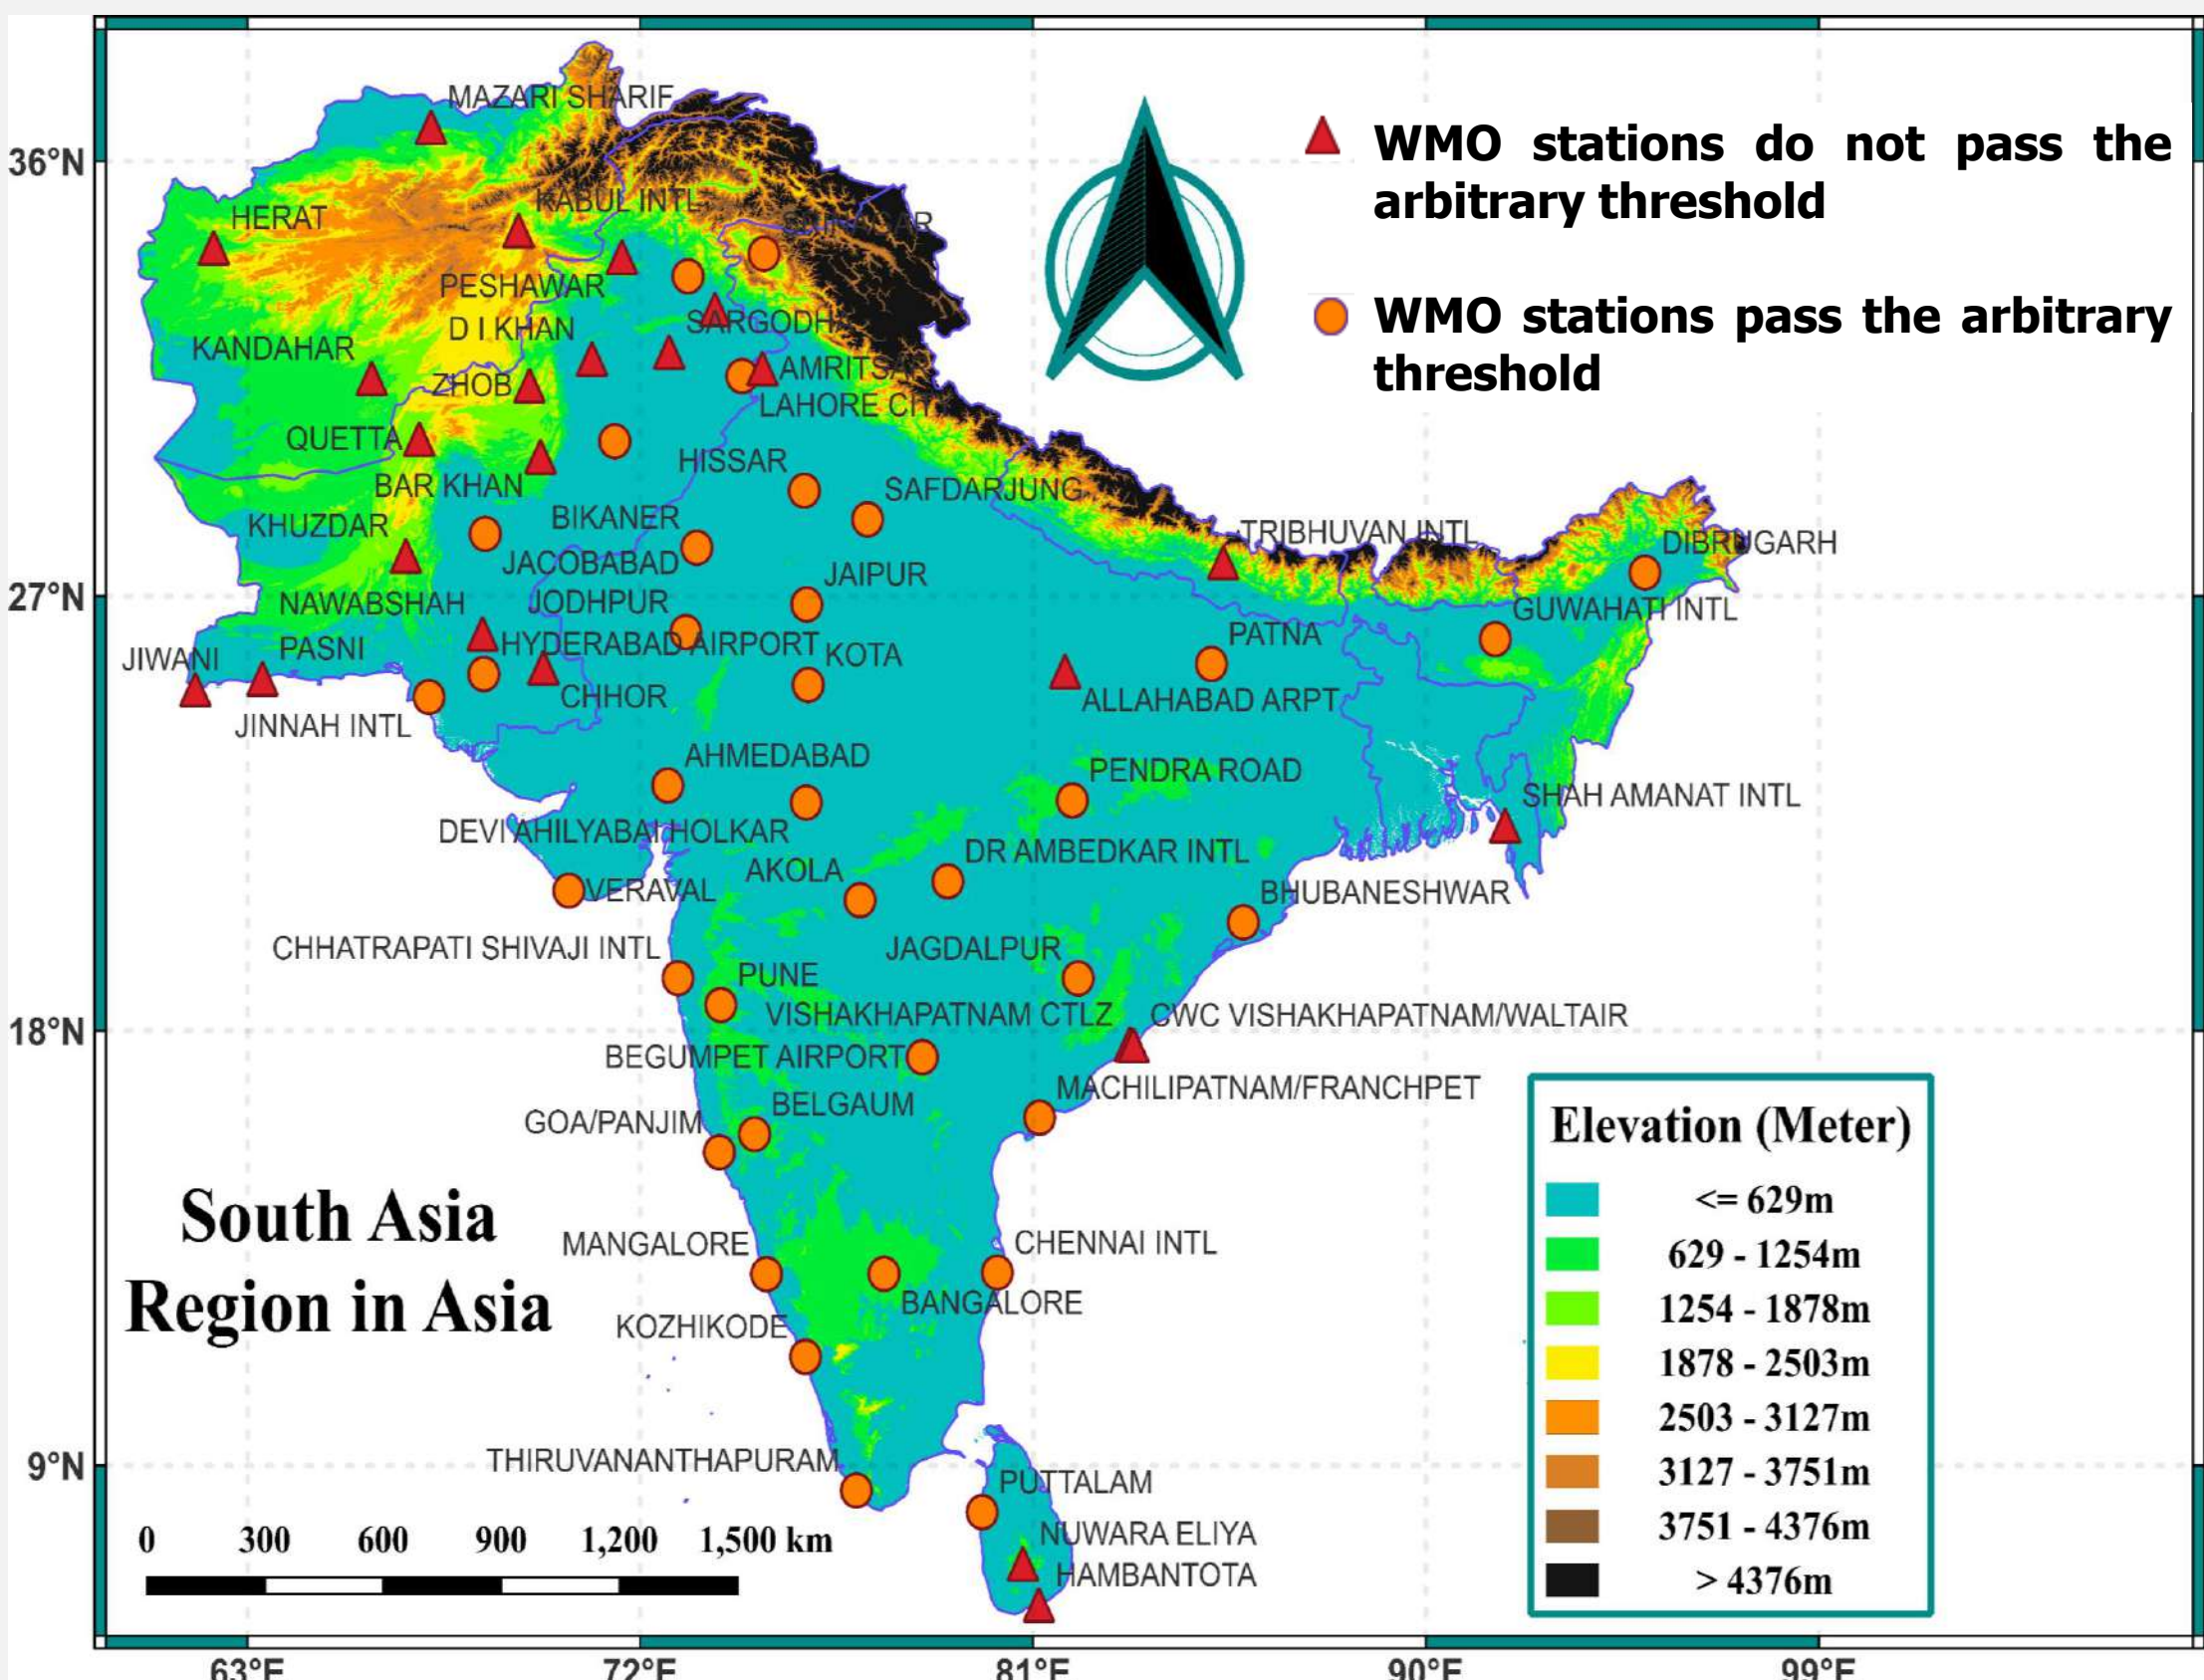 MAZARI SHARIF
WMO stations do not pass the
arbitrary threshold
36°N
HERAT
KABUL INTL
PESHAWAR
WMO stations pass the arbitrary
threshold
D I KHAN
SARGODH
KANDAHAR
ZHOB
AMRITSA
LAHORE CI
QUETTA
HISSAR
BAR KHAN
SAFDARJUNG
KHUZDAR
BIKANER
TRIBHUVAN INTL
DIBRUGARH
JACOBABAD
JAIPUR
27°N
NAWABSHAH
JODHPUR
GUWAHATI INTL
HYDERABAD AIRPORT
PATNA
JIWANI
PASNI
KOTA
CHHOR
ALLAHABAD ARPT
JINNAH INTL
AHMEDABAD
PENDRA ROAD
SHAH AMANAT INTL
DEVI AHILYABAI HOLKAR
DR AMBEDKAR INTL
AKOLA
VERAVAL
BHUBANESHWAR
CHHATRAPATI SHIVAJI INTL
JAGDALPUR
PUNE
VISHAKHAPATNAM CTLZ
CWC VISHAKHAPATNAM/WALTAIR
18°N
BEGUMPET AIRPORT
MACHILIPATNAM/FRANCHPET
BELGAUM
GOA/PANJIM
Elevation (Meter)
<= 629m
629 - 1254m
1254 - 1878m
1878 - 2503m
2503 - 3127m
3127 - 3751m
3751 - 4376m
> 4376m
South Asia
Region in Asia
MANGALORE
CHENNAI INTL
BANGALORE
KOZHIKODE
9°N
THIRUVANANTHAPURAM
PUTTALAM
NUWARA ELIYA
HAMBANTOTA
0 300 600 900 1,200 1,500 km
63°E 72°E 81°E 90°E 99°E